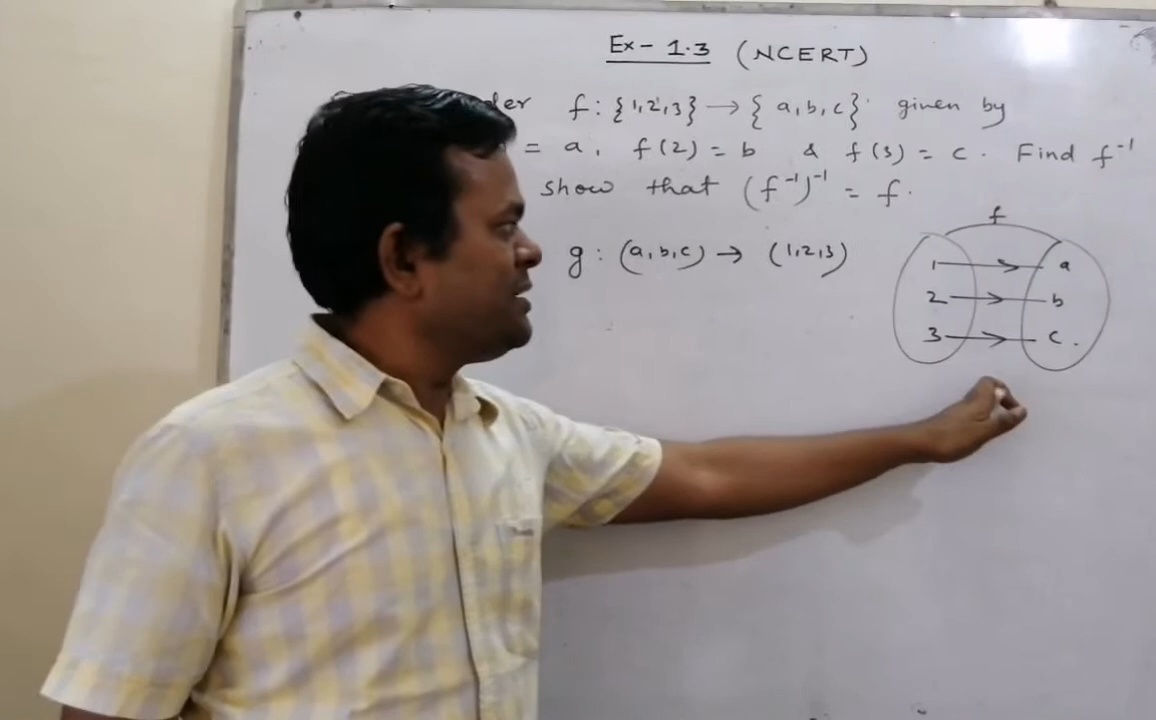 Ex- 1.3 (NCERT)
f : {1,2,3} → { a, b, c} given by
= a, f(2) = b & f(3) = c. Find f⁻¹
show that (f⁻¹)⁻¹ = f.
f
g : (a,b,c) → (1,2,3)
1 a
2 b
3 c.